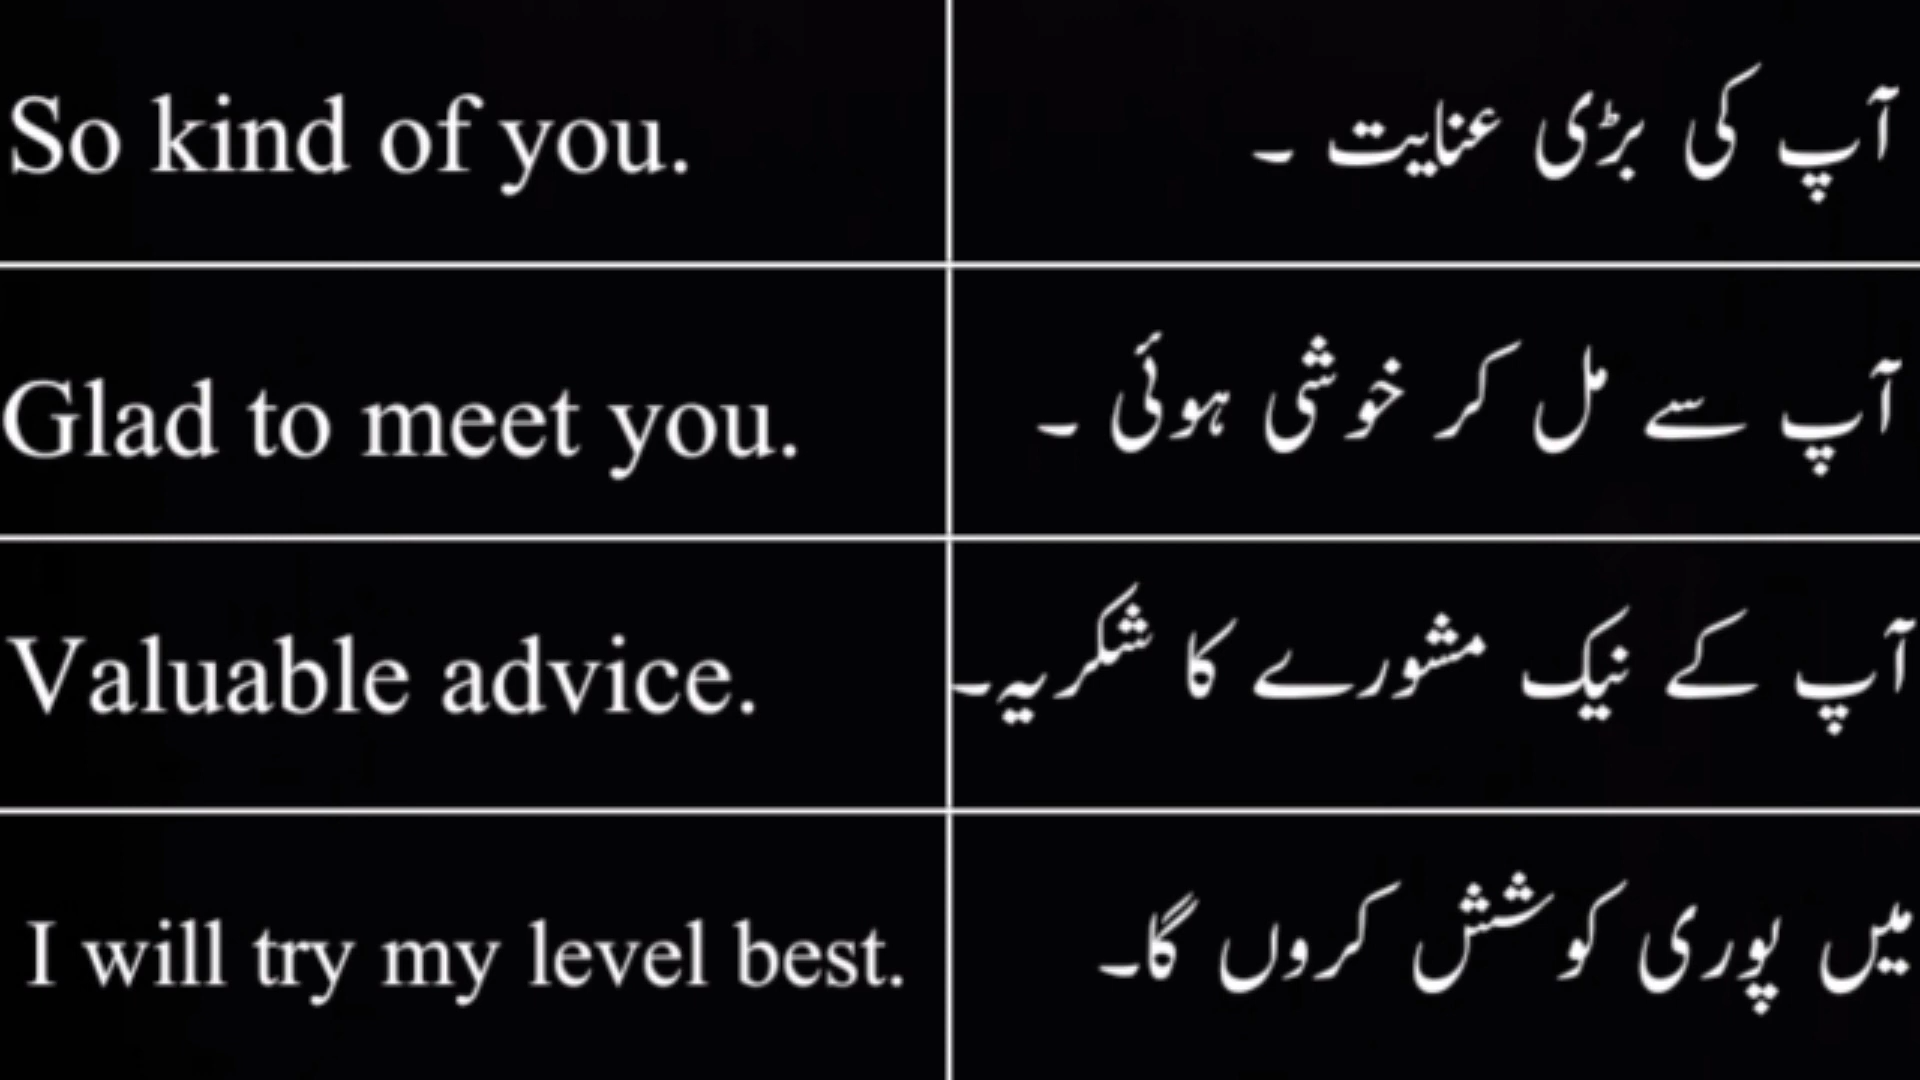 So kind of you.
آپ کی بڑی عنایت ۔
Glad to meet you.
آپ سے مل کر خوشی ہوئی ۔
Valuable advice.
آپ کے نیک مشورے کا شکریہ۔
I will try my level best.
میں پوری کوشش کروں گا۔